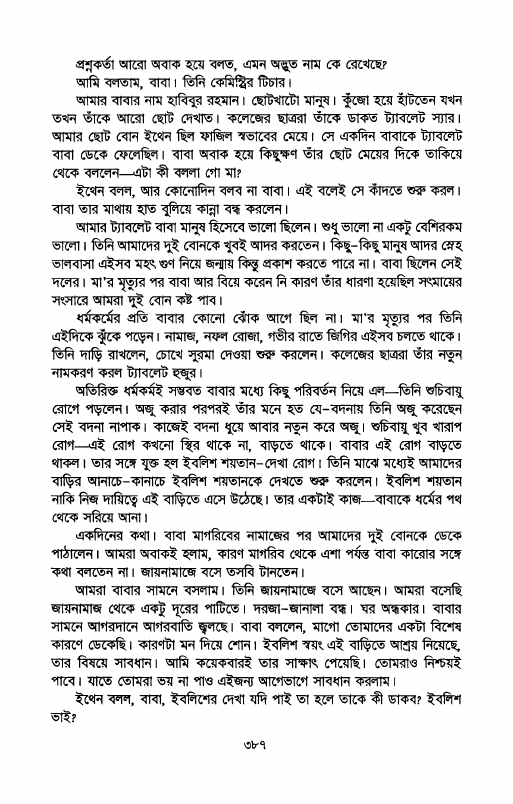 প্রশ্নকর্তা আরো অবাক হয়ে বলত, এমন অদ্ভুত নাম কে রেখেছে?
আমি বলতাম, বাবা। তিনি কেমিস্ট্রির টিচার।
আমার বাবার নাম হাবিবুর রহমান। ছোটখাটো মানুষ। কুঁজো হয়ে হাঁটতেন যখন
তখন তাঁকে আরো ছোট দেখাত। কলেজের ছাত্ররা তাঁকে ডাকত ট্যাবলেট স্যার।
আমার ছোট বোন ইথেন ছিল ফাজিল স্বভাবের মেয়ে। সে একদিন বাবাকে ট্যাবলেট
বাবা ডেকে ফেলেছিল। বাবা অবাক হয়ে কিছুক্ষণ তাঁর ছোট মেয়ের দিকে তাকিয়ে
থেকে বললেন—এটা কী বললা গো মা?
ইথেন বলল, আর কোনোদিন বলব না বাবা। এই বলেই সে কাঁদতে শুরু করল।
বাবা তার মাথায় হাত বুলিয়ে কান্না বন্ধ করলেন।
আমার ট্যাবলেট বাবা মানুষ হিসেবে ভালো ছিলেন। শুধু ভালো না একটু বেশিরকম
ভালো। তিনি আমাদের দুই বোনকে খুবই আদর করতেন। কিছু-কিছু মানুষ আদর স্নেহ
ভালবাসা এইসব মহৎ গুণ নিয়ে জন্মায় কিন্তু প্রকাশ করতে পারে না। বাবা ছিলেন সেই
দলের। মা'র মৃত্যুর পর বাবা আর বিয়ে করেন নি কারণ তাঁর ধারণা হয়েছিল সৎমায়ের
সংসারে আমরা দুই বোন কষ্ট পাব।
ধর্মকর্মের প্রতি বাবার কোনো ঝোঁক আগে ছিল না। মা'র মৃত্যুর পর তিনি
এইদিকে ঝুঁকে পড়েন। নামাজ, নফল রোজা, গভীর রাতে জিগির এইসব চলতে থাকে।
তিনি দাড়ি রাখলেন, চোখে সুরমা দেওয়া শুরু করলেন। কলেজের ছাত্ররা তাঁর নতুন
নামকরণ করল ট্যাবলেট হুজুর।
অতিরিক্ত ধর্মকর্মই সম্ভবত বাবার মধ্যে কিছু পরিবর্তন নিয়ে এল—তিনি শুচিবায়ু
রোগে পড়লেন। অজু করার পরপরই তাঁর মনে হত যে-বদনায় তিনি অজু করেছেন
সেই বদনা নাপাক। কাজেই বদনা ধুয়ে আবার নতুন করে অজু। শুচিবায়ু খুব খারাপ
রোগ—এই রোগ কখনো স্থির থাকে না, বাড়তে থাকে। বাবার এই রোগ বাড়তে
থাকল। তার সঙ্গে যুক্ত হল ইবলিশ শয়তান-দেখা রোগ। তিনি মাঝে মধ্যেই আমাদের
বাড়ির আনাচে-কানাচে ইবলিশ শয়তানকে দেখতে শুরু করলেন। ইবলিশ শয়তান
নাকি নিজ দায়িত্বে এই বাড়িতে এসে উঠেছে। তার একটাই কাজ—বাবাকে ধর্মের পথ
থেকে সরিয়ে আনা।
একদিনের কথা। বাবা মাগরিবের নামাজের পর আমাদের দুই বোনকে ডেকে
পাঠালেন। আমরা অবাকই হলাম, কারণ মাগরিব থেকে এশা পর্যন্ত বাবা কারোর সঙ্গে
কথা বলতেন না। জায়নামাজে বসে তসবি টানতেন।
আমরা বাবার সামনে বসলাম। তিনি জায়নামাজে বসে আছেন। আমরা বসেছি
জায়নামাজ থেকে একটু দূরের পাটিতে। দরজা-জানালা বন্ধ। ঘর অন্ধকার। বাবার
সামনে আগরদানে আগরবাতি জ্বলছে। বাবা বললেন, মাগো তোমাদের একটা বিশেষ
কারণে ডেকেছি। কারণটা মন দিয়ে শোন। ইবলিশ স্বয়ং এই বাড়িতে আশ্রয় নিয়েছে,
তার বিষয়ে সাবধান। আমি কয়েকবারই তার সাক্ষাৎ পেয়েছি। তোমরাও নিশ্চয়ই
পাবে। যাতে তোমরা ভয় না পাও এইজন্য আগেভাগে সাবধান করলাম।
ইথেন বলল, বাবা, ইবলিশের দেখা যদি পাই তা হলে তাকে কী ডাকব? ইবলিশ
ভাই?
৩৮৭